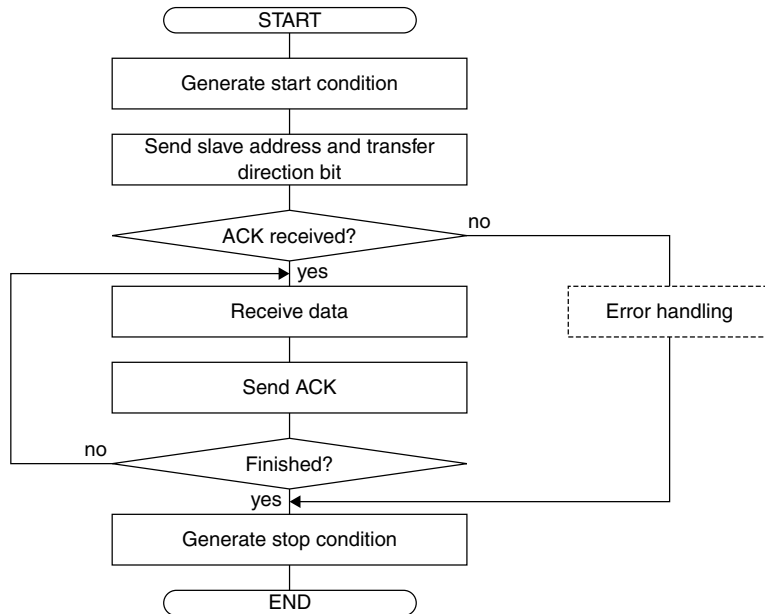 START
Generate start condition
Send slave address and transfer
direction bit
ACK received?
no
yes
Receive data
Error handling
Send ACK
no
Finished?
yes
Generate stop condition
END